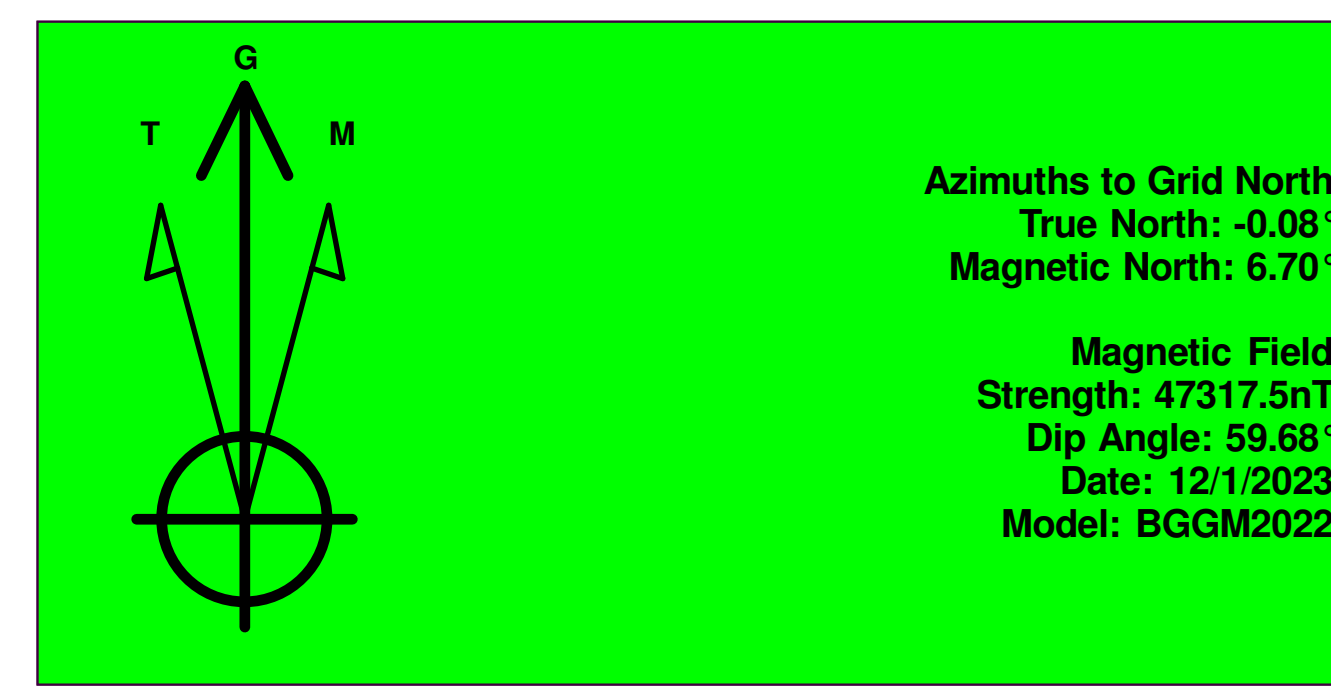 G
T M
Azimuths to Grid North
True North: -0.08°
Magnetic North: 6.70°
Magnetic Field
Strength: 47317.5nT
Dip Angle: 59.68°
Date: 12/1/2023
Model: BGGM2022